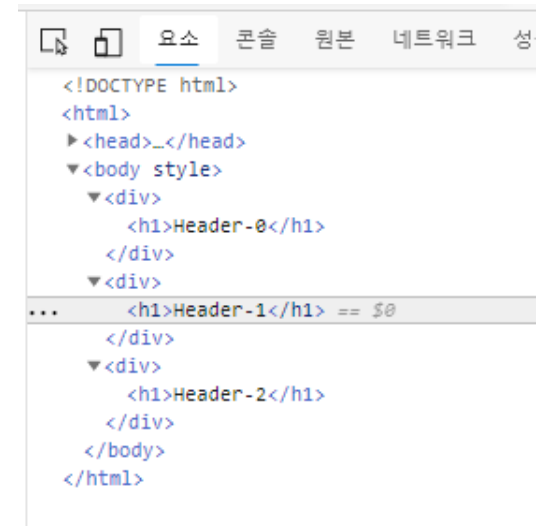 요소 콘솔 원본 네트워크 성
<!DOCTYPE html>
<html>
<head>…</head>
<body style>
<div>
<h1>Header-0</h1>
</div>
<div>
... <h1>Header-1</h1> == $0
</div>
<div>
<h1>Header-2</h1>
</div>
</body>
</html>